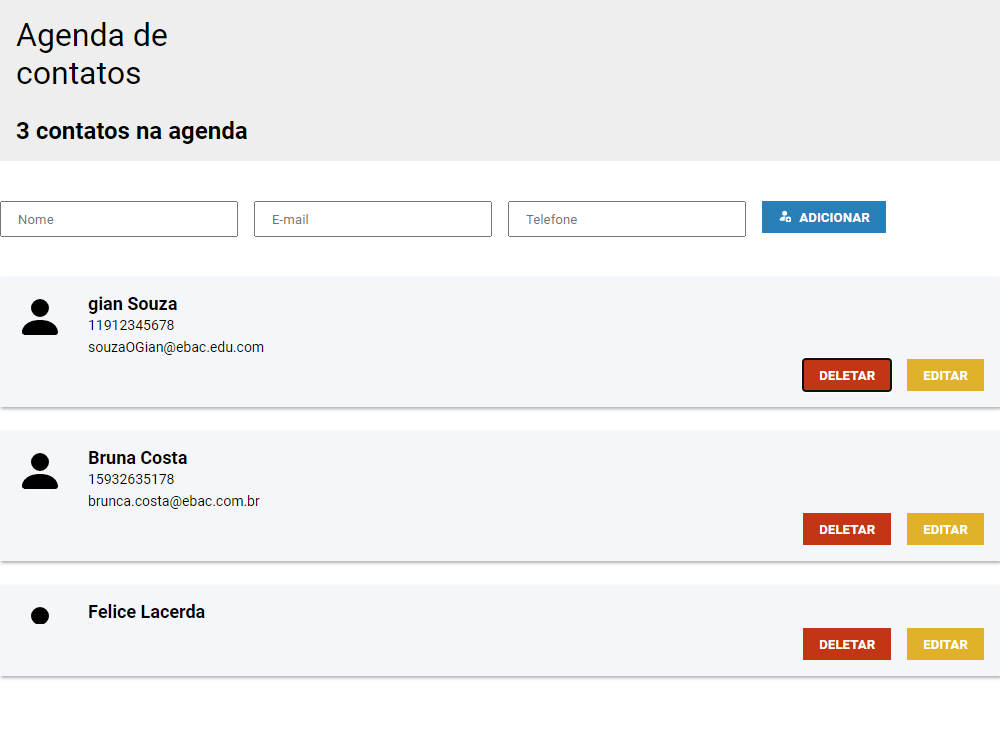 Agenda de
contatos
3 contatos na agenda
Nome E-mail Telefone ADICIONAR
gian Souza
11912345678
souzaOGian@ebac.edu.com
DELETAR EDITAR
Bruna Costa
15932635178
brunca.costa@ebac.com.br
DELETAR EDITAR
Felice Lacerda
DELETAR EDITAR